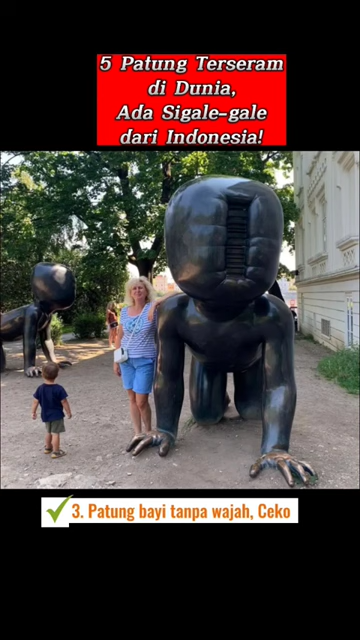 5 Patung Terseram
di Dunia,
Ada Sigale-gale
dari Indonesia!
3. Patung bayi tanpa wajah, Ceko